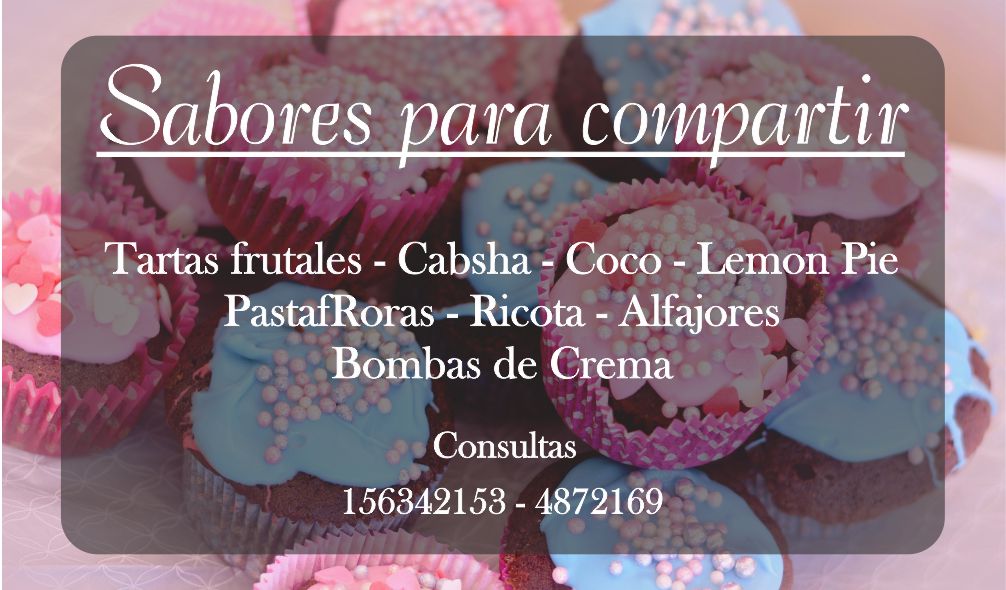 Sabores para compartir
Tartas frutales - Cabsha - Coco - Lemon Pie
PastafRoras - Ricota - Alfajores
Bombas de Crema
Consultas
156342153 - 4872169